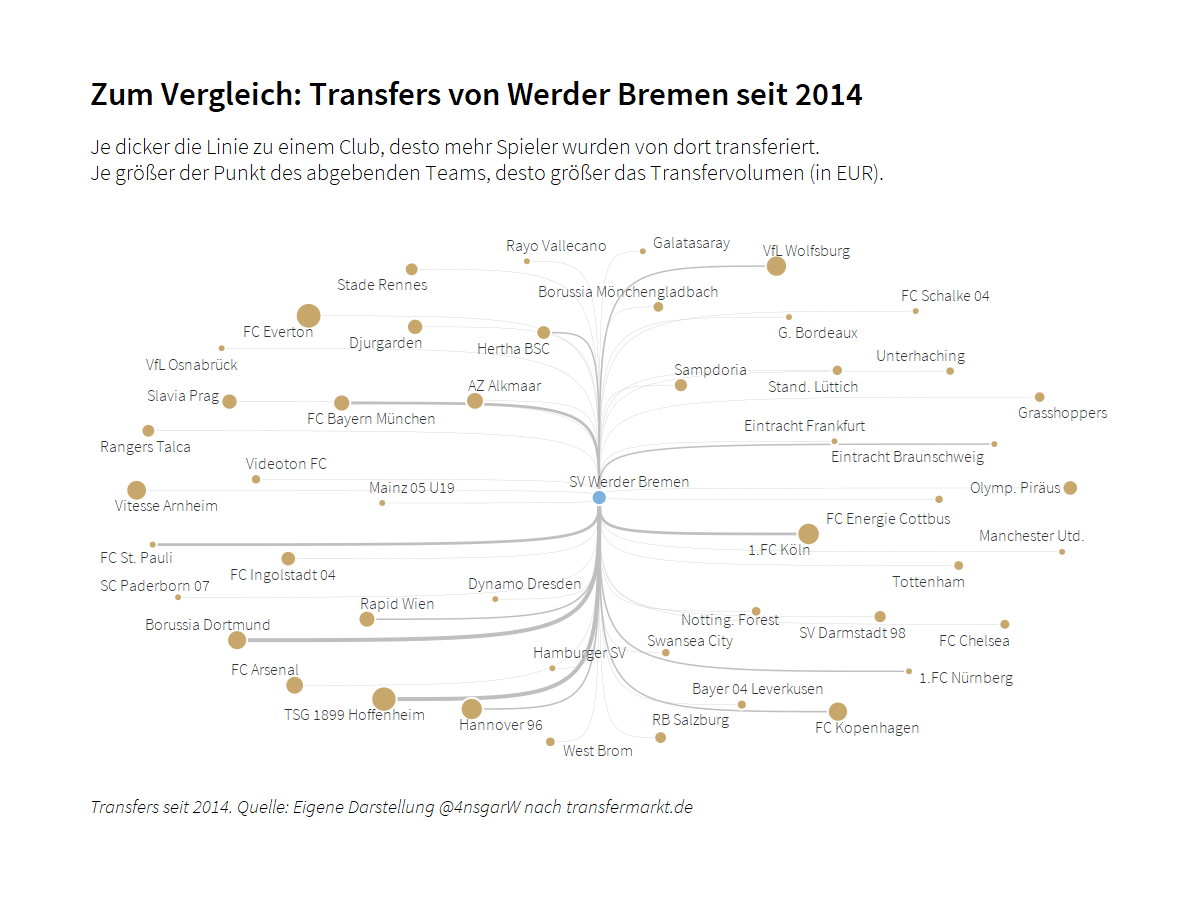 Zum Vergleich: Transfers von Werder Bremen seit 2014
Je dicker die Linie zu einem Club, desto mehr Spieler wurden von dort transferiert.
Je größer der Punkt des abgebenden Teams, desto größer das Transfervolumen (in EUR).
Rayo Vallecano
Galatasaray
VfL Wolfsburg
Stade Rennes
Borussia Mönchengladbach
FC Schalke 04
FC Everton
Djurgarden
Hertha BSC
G. Bordeaux
VfL Osnabrück
Unterhaching
Sampdoria
Stand. Lüttich
Slavia Prag
AZ Alkmaar
FC Bayern München
Grasshoppers
Rangers Talca
Eintracht Frankfurt
Eintracht Braunschweig
Videoton FC
Mainz 05 U19
SV Werder Bremen
Olymp. Piräus
Vitesse Arnheim
FC Energie Cottbus
Manchester Utd.
FC St. Pauli
1.FC Köln
FC Ingolstadt 04
SC Paderborn 07
Dynamo Dresden
Tottenham
Rapid Wien
Borussia Dortmund
Notting. Forest
SV Darmstadt 98
FC Chelsea
Swansea City
Hamburger SV
FC Arsenal
1.FC Nürnberg
TSG 1899 Hoffenheim
Bayer 04 Leverkusen
Hannover 96
RB Salzburg
FC Kopenhagen
West Brom
Transfers seit 2014. Quelle: Eigene Darstellung @4nsgarW nach transfermarkt.de